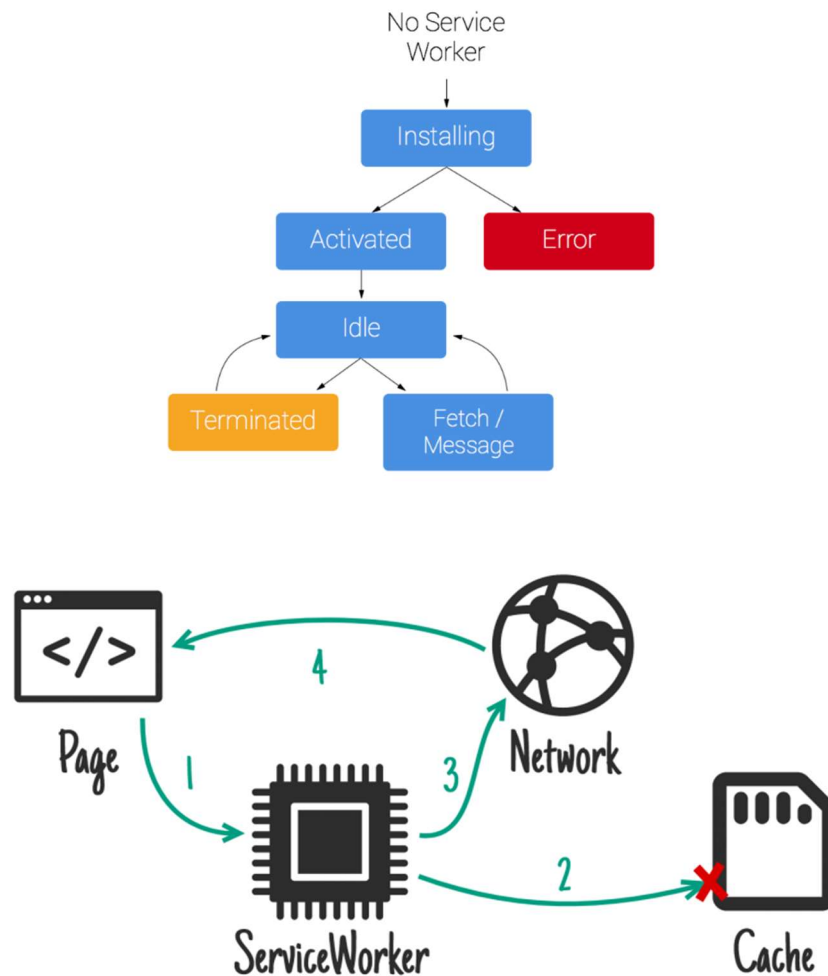 No Service
Worker
Installing
Activated
Error
Idle
Terminated
Fetch /
Message
</>
4
Page
1
3
Network
2
ServiceWorker
Cache